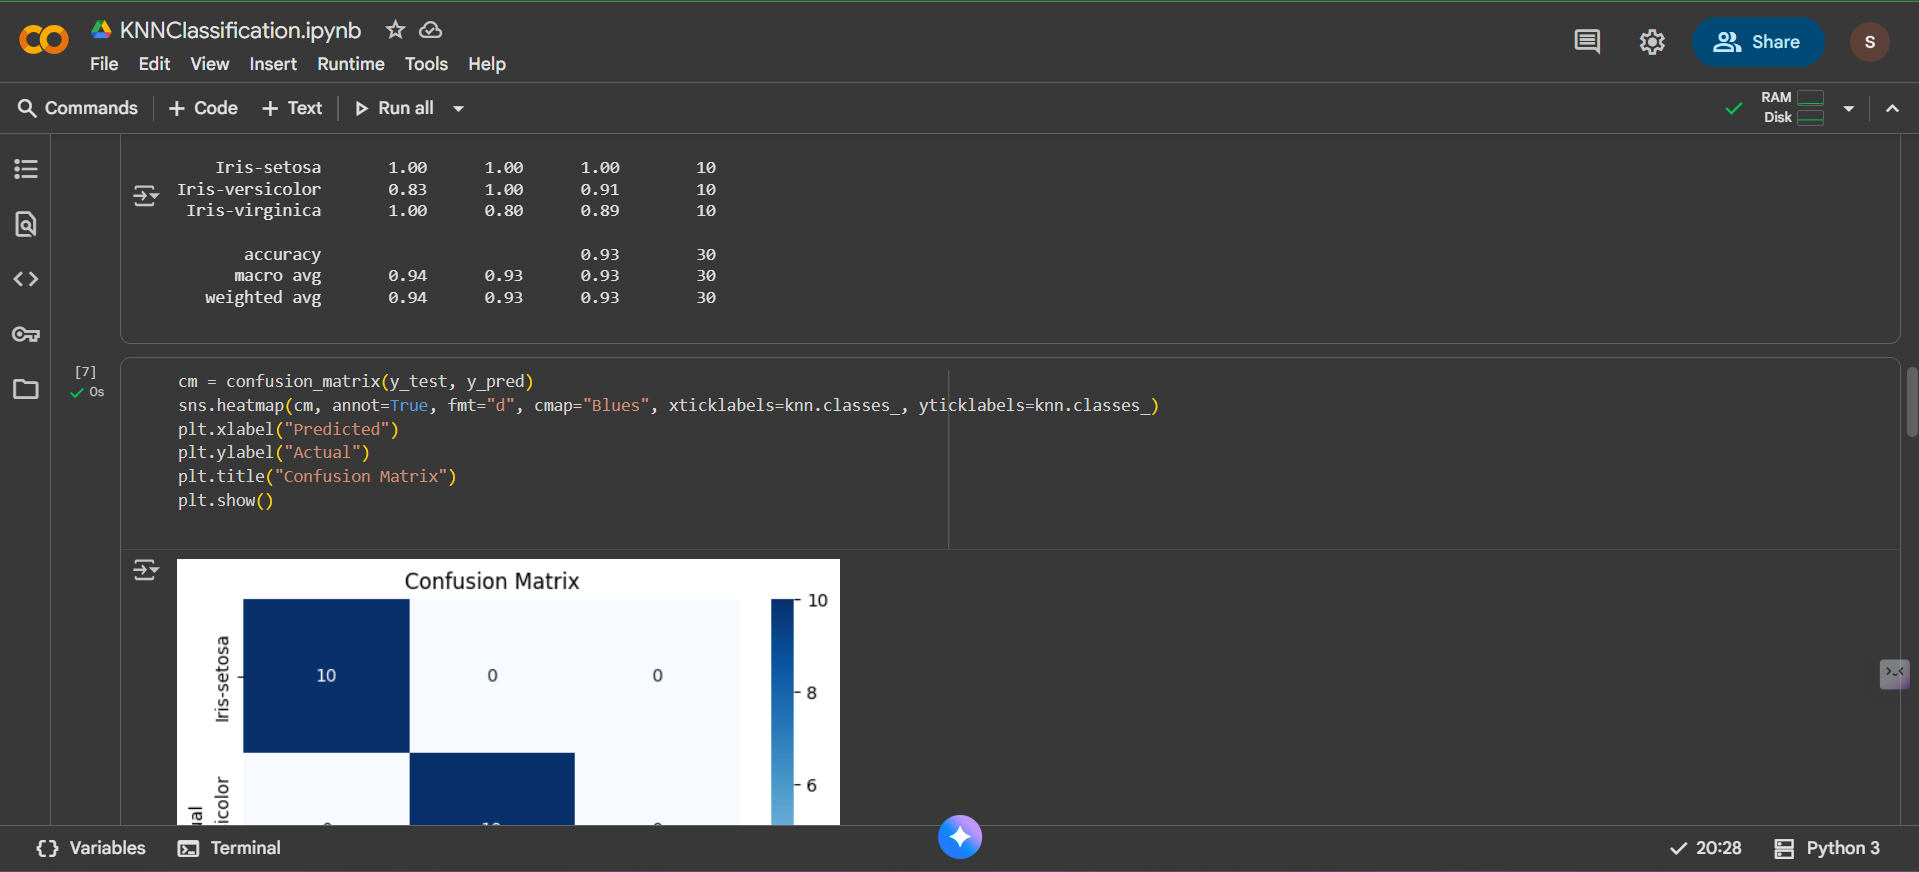 KNNClassification.ipynb
File Edit View Insert Runtime Tools Help
Share
S
Commands + Code + Text Run all
RAM
Disk
Iris-setosa 1.00 1.00 1.00 10
Iris-versicolor 0.83 1.00 0.91 10
Iris-virginica 1.00 0.80 0.89 10
accuracy 0.93 30
macro avg 0.94 0.93 0.93 30
weighted avg 0.94 0.93 0.93 30
[7]
0s
cm = confusion_matrix(y_test, y_pred)
sns.heatmap(cm, annot=True, fmt="d", cmap="Blues", xticklabels=knn.classes_, yticklabels=knn.classes_)
plt.xlabel("Predicted")
plt.ylabel("Actual")
plt.title("Confusion Matrix")
plt.show()
Confusion Matrix
Iris-setosa
10 0 0
10
8
6
icolor
ual
Variables Terminal
20:28 Python 3